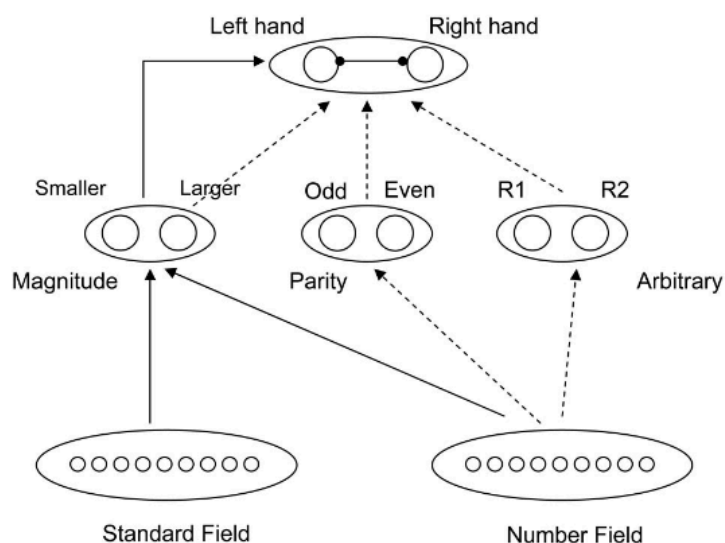 Left hand Right hand
Smaller Larger Odd Even R1 R2
Magnitude Parity Arbitrary
Standard Field Number Field